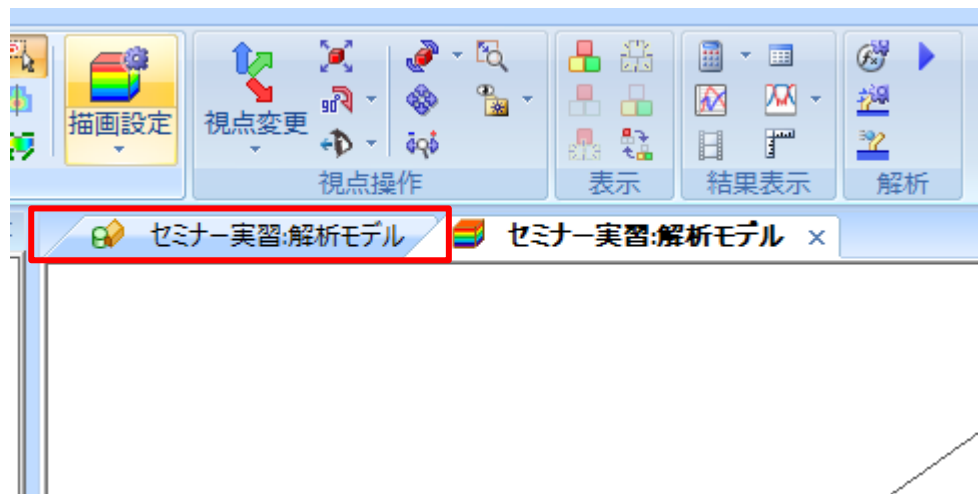 描画設定
視点変更
90°
視点操作
表示
結果表示
f(x)
解析
セミナー実習:解析モデル
セミナー実習:解析モデル ×